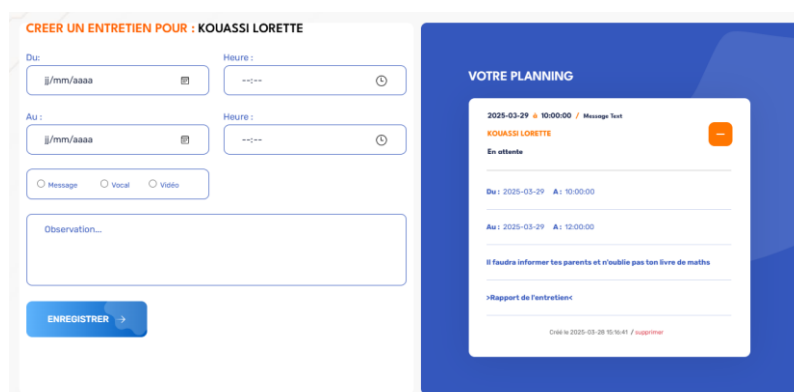 CREER UN ENTRETIEN POUR : KOUASSI LORETTE
Du:
Heure :
jj/mm/aaaa
--:--
Au :
Heure :
jj/mm/aaaa
--:--
Message
Vocal
Vidéo
Observation...
ENREGISTRER →
VOTRE PLANNING
2025-03-29 à 10:00:00 / Message Text
KOUASSI LORETTE
En attente
Du : 2025-03-29 A : 10:00:00
Au : 2025-03-29 A : 12:00:00
Il faudra informer tes parents et n'oublie pas ton livre de maths
>Rapport de l'entretien<
Créé le 2025-03-28 15:16:41 / supprimer